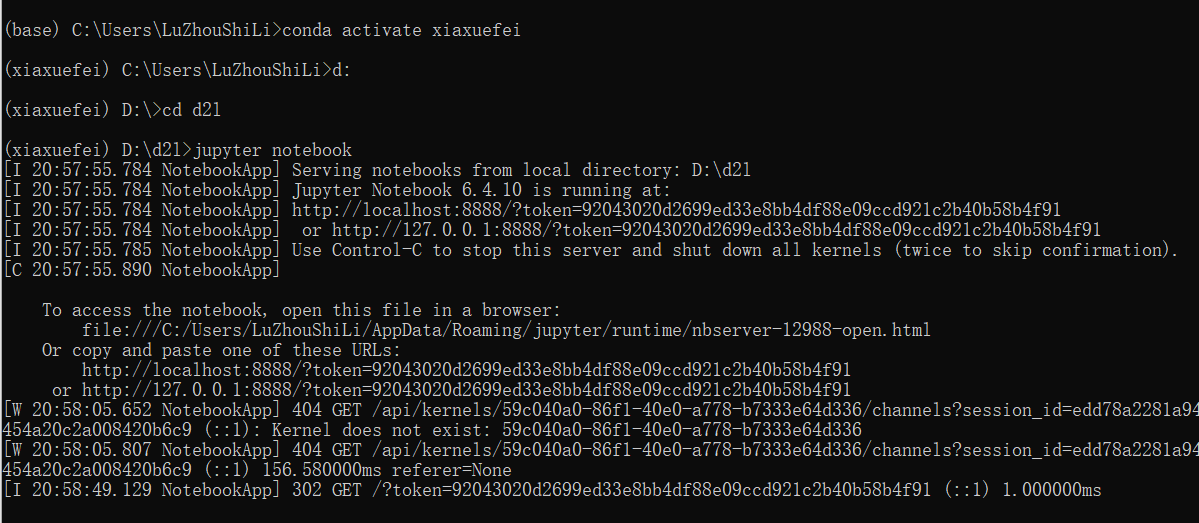 (base) C:\Users\LuZhouShiLi>conda activate xiaxuefei
(xiaxuefei) C:\Users\LuZhouShiLi>d:
(xiaxuefei) D:\>cd d2l
(xiaxuefei) D:\d2l>jupyter notebook
[I 20:57:55.784 NotebookApp] Serving notebooks from local directory: D:\d2l
[I 20:57:55.784 NotebookApp] Jupyter Notebook 6.4.10 is running at:
[I 20:57:55.784 NotebookApp] http://localhost:8888/?token=92043020d2699ed33e8bb4df88e09ccd921c2b40b58b4f91
[I 20:57:55.784 NotebookApp]  or http://127.0.0.1:8888/?token=92043020d2699ed33e8bb4df88e09ccd921c2b40b58b4f91
[I 20:57:55.785 NotebookApp] Use Control-C to stop this server and shut down all kernels (twice to skip confirmation).
[C 20:57:55.890 NotebookApp]
To access the notebook, open this file in a browser:
file:///C:/Users/LuZhouShiLi/AppData/Roaming/jupyter/runtime/nbserver-12988-open.html
Or copy and paste one of these URLs:
http://localhost:8888/?token=92043020d2699ed33e8bb4df88e09ccd921c2b40b58b4f91
or http://127.0.0.1:8888/?token=92043020d2699ed33e8bb4df88e09ccd921c2b40b58b4f91
[W 20:58:05.652 NotebookApp] 404 GET /api/kernels/59c040a0-86f1-40e0-a778-b7333e64d336/channels?session_id=edd78a2281a94
454a20c2a008420b6c9 (::1): Kernel does not exist: 59c040a0-86f1-40e0-a778-b7333e64d336
[W 20:58:05.807 NotebookApp] 404 GET /api/kernels/59c040a0-86f1-40e0-a778-b7333e64d336/channels?session_id=edd78a2281a94
454a20c2a008420b6c9 (::1) 156.580000ms referer=None
[I 20:58:49.129 NotebookApp] 302 GET /?token=92043020d2699ed33e8bb4df88e09ccd921c2b40b58b4f91 (::1) 1.000000ms